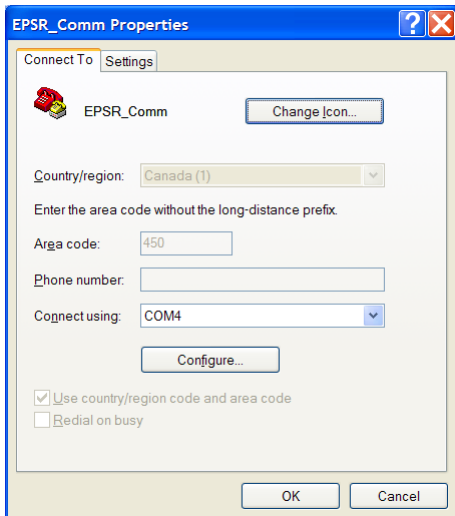 EPSR_Comm Properties
Connect To Settings
EPSR_Comm Change Icon...
Country/region: Canada (1)
Enter the area code without the long-distance prefix.
Area code: 450
Phone number:
Connect using: COM4
Configure...
Use country/region code and area code
Redial on busy
OK Cancel